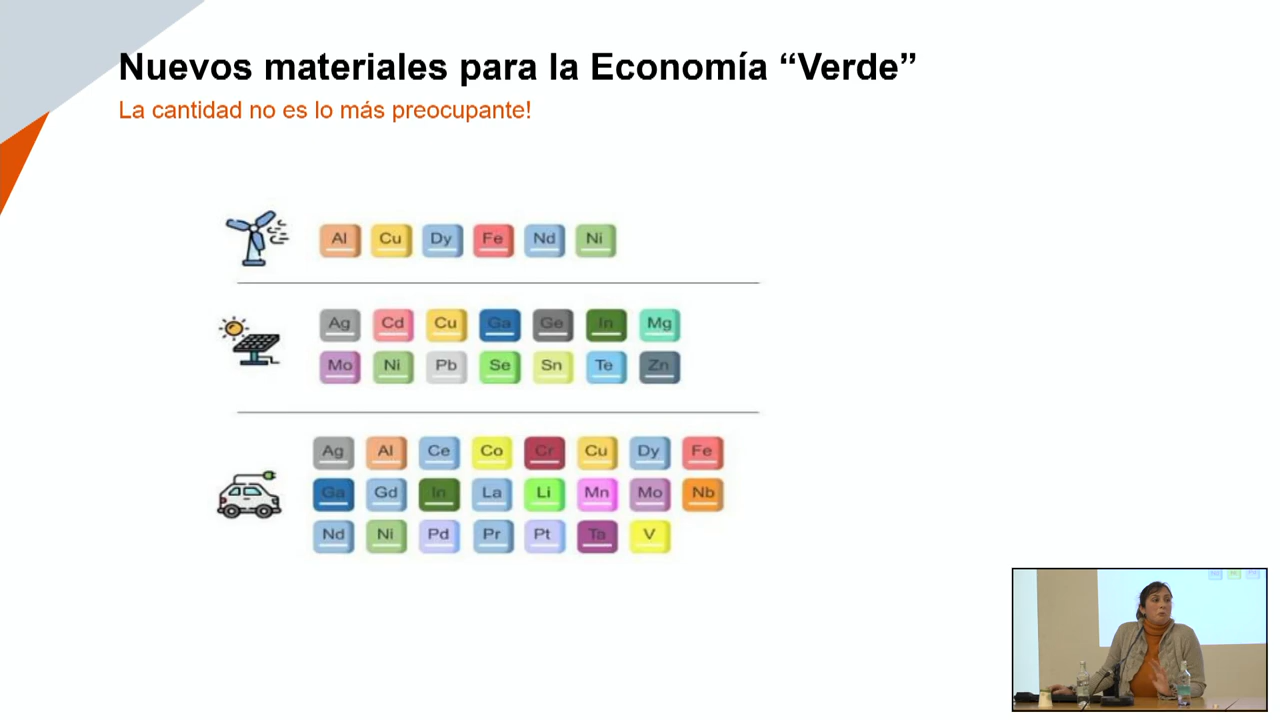 Nuevos materiales para la Economía “Verde”
La cantidad no es lo más preocupante!
Al Cu Dy Fe Nd Ni
Ag Cd Cu Ga Ge In Mg
Mo Ni Pb Se Sn Te Zn
Ag Al Ce Co Cr Cu Dy Fe
Ga Gd In La Li Mn Mo Nb
Nd Ni Pd Pr Pt Ta V